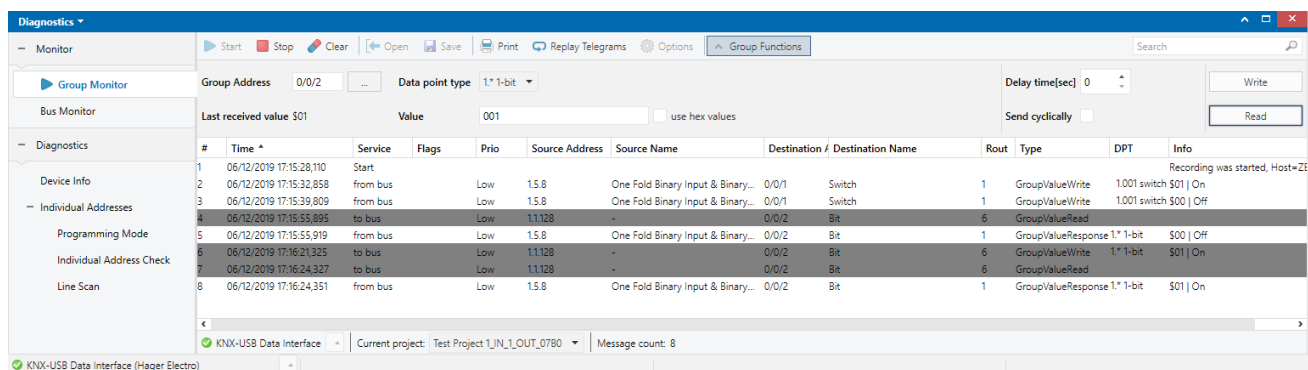 Diagnostics
Monitor
Start Stop Clear Open Save Print Replay Telegrams Options Group Functions Search
Group Monitor
Group Address 0/0/2 ... Data point type 1.* 1-bit Delay time[sec] 0 Write
Bus Monitor
Last received value $01 Value 001 use hex values Send cyclically Read
Diagnostics
# Time Service Flags Prio Source Address Source Name Destination A Destination Name Rout Type DPT Info
1 06/12/2019 17:15:28,110 Start Recording was started, Host=ZE
Device Info
2 06/12/2019 17:15:32,858 from bus Low 1.5.8 One Fold Binary Input & Binary... 0/0/1 Switch 1 GroupValueWrite 1.001 switch $01 | On
3 06/12/2019 17:15:39,809 from bus Low 1.5.8 One Fold Binary Input & Binary... 0/0/1 Switch 1 GroupValueWrite 1.001 switch $00 | Off
Individual Addresses
4 06/12/2019 17:15:55,895 to bus Low 1.1.128 - 0/0/2 Bit 6 GroupValueRead
Programming Mode
5 06/12/2019 17:15:55,919 from bus Low 1.5.8 One Fold Binary Input & Binary... 0/0/2 Bit 1 GroupValueResponse 1.* 1-bit $00 | Off
6 06/12/2019 17:16:21,325 to bus Low 1.1.128 - 0/0/2 Bit 6 GroupValueWrite 1.* 1-bit $01 | On
Individual Address Check
7 06/12/2019 17:16:24,327 to bus Low 1.1.128 - 0/0/2 Bit 6 GroupValueRead
Line Scan
8 06/12/2019 17:16:24,351 from bus Low 1.5.8 One Fold Binary Input & Binary... 0/0/2 Bit 1 GroupValueResponse 1.* 1-bit $01 | On
KNX-USB Data Interface Current project: Test Project 1_IN_1_OUT_07B0 Message count: 8
KNX-USB Data Interface (Hager Electro)